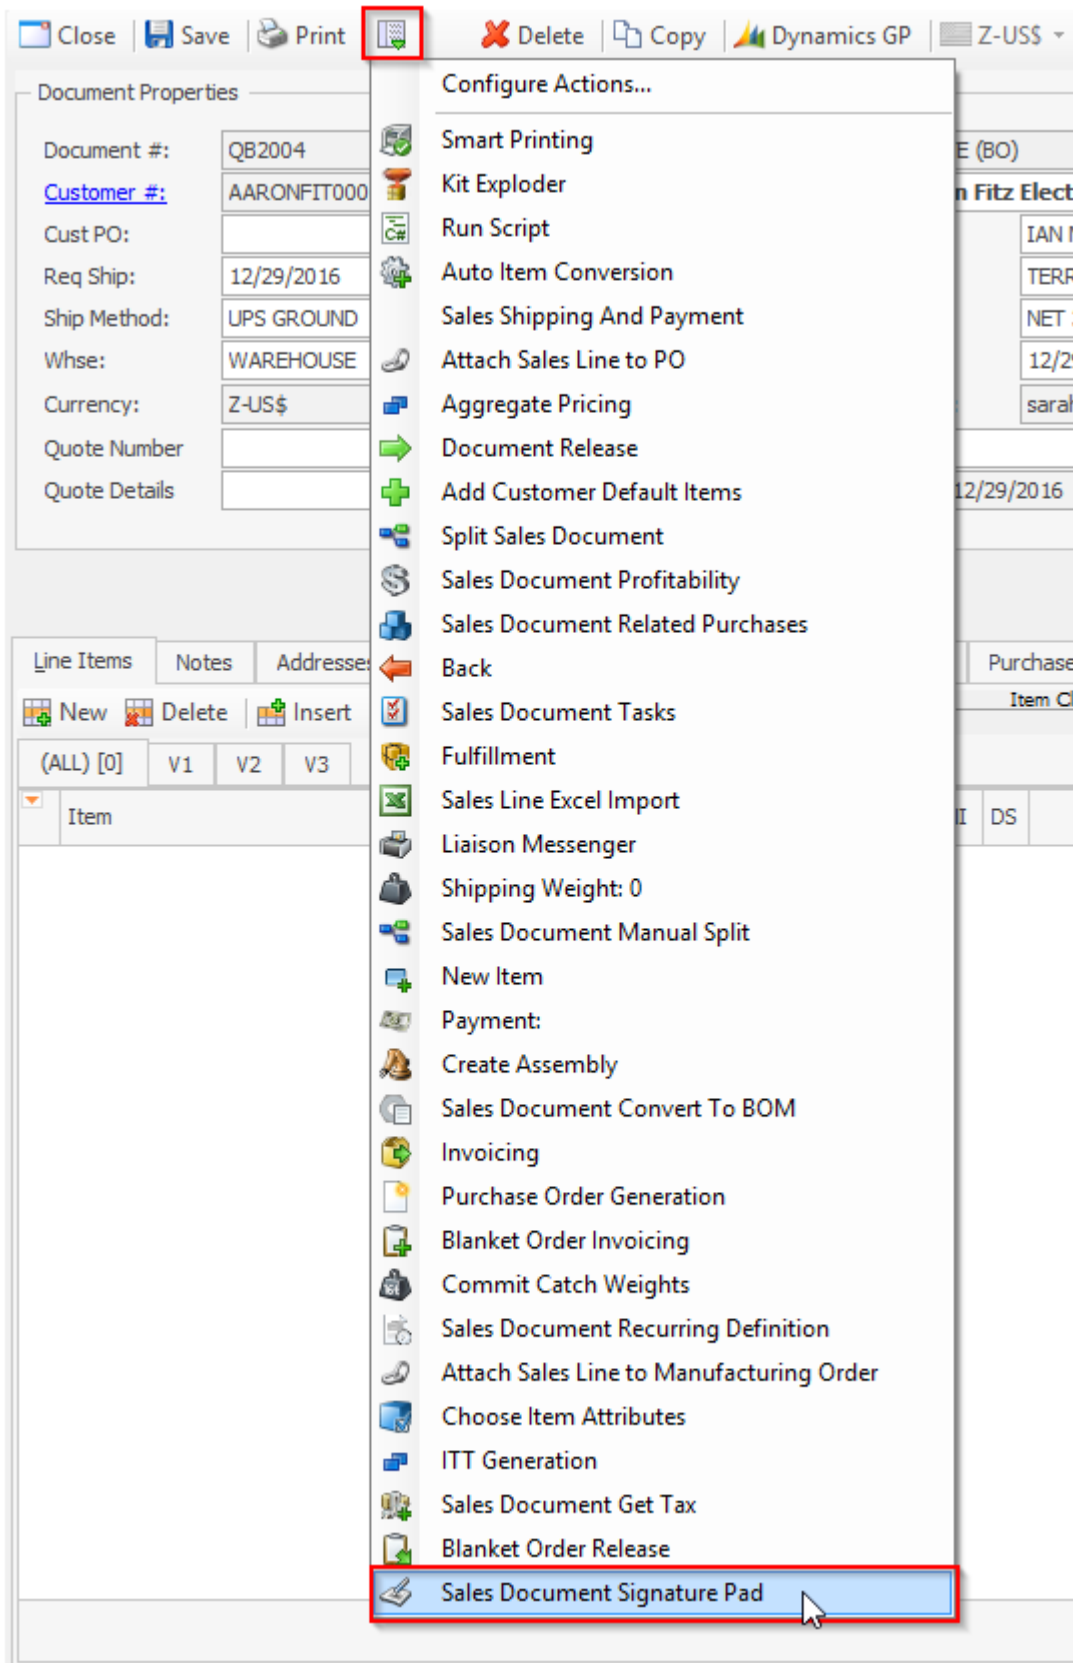 Close Save Print Delete Copy Dynamics GP Z-US$
Configure Actions...
Document Properties
Smart Printing
Document #: QB2004 (BO)
Kit Exploder
Customer #: AARONFIT000 Fitz
Run Script
Cust PO: IAN
Auto Item Conversion
Req Ship: 12/29/2016
Sales Shipping And Payment
Ship Method: UPS GROUND NET
Attach Sales Line to PO
Whse: WAREHOUSE
Aggregate Pricing
Currency: Z-US$
Document Release
Quote Number
Add Customer Default Items
Quote Details 12/29/2016
Split Sales Document
Sales Document Profitability
Sales Document Related Purchases
Line Items Notes Addresses Purchase
Back
New Delete Insert Item
Sales Document Tasks
(ALL) [0] V1 V2 V3
Fulfillment
Sales Line Excel Import
Item DS
Liaison Messenger
Shipping Weight: 0
Sales Document Manual Split
New Item
Payment:
Create Assembly
Sales Document Convert To BOM
Invoicing
Purchase Order Generation
Blanket Order Invoicing
16t
Commit Catch Weights
Sales Document Recurring Definition
Attach Sales Line to Manufacturing Order
Choose Item Attributes
ITT Generation
Sales Document Get Tax
Blanket Order Release
Sales Document Signature Pad